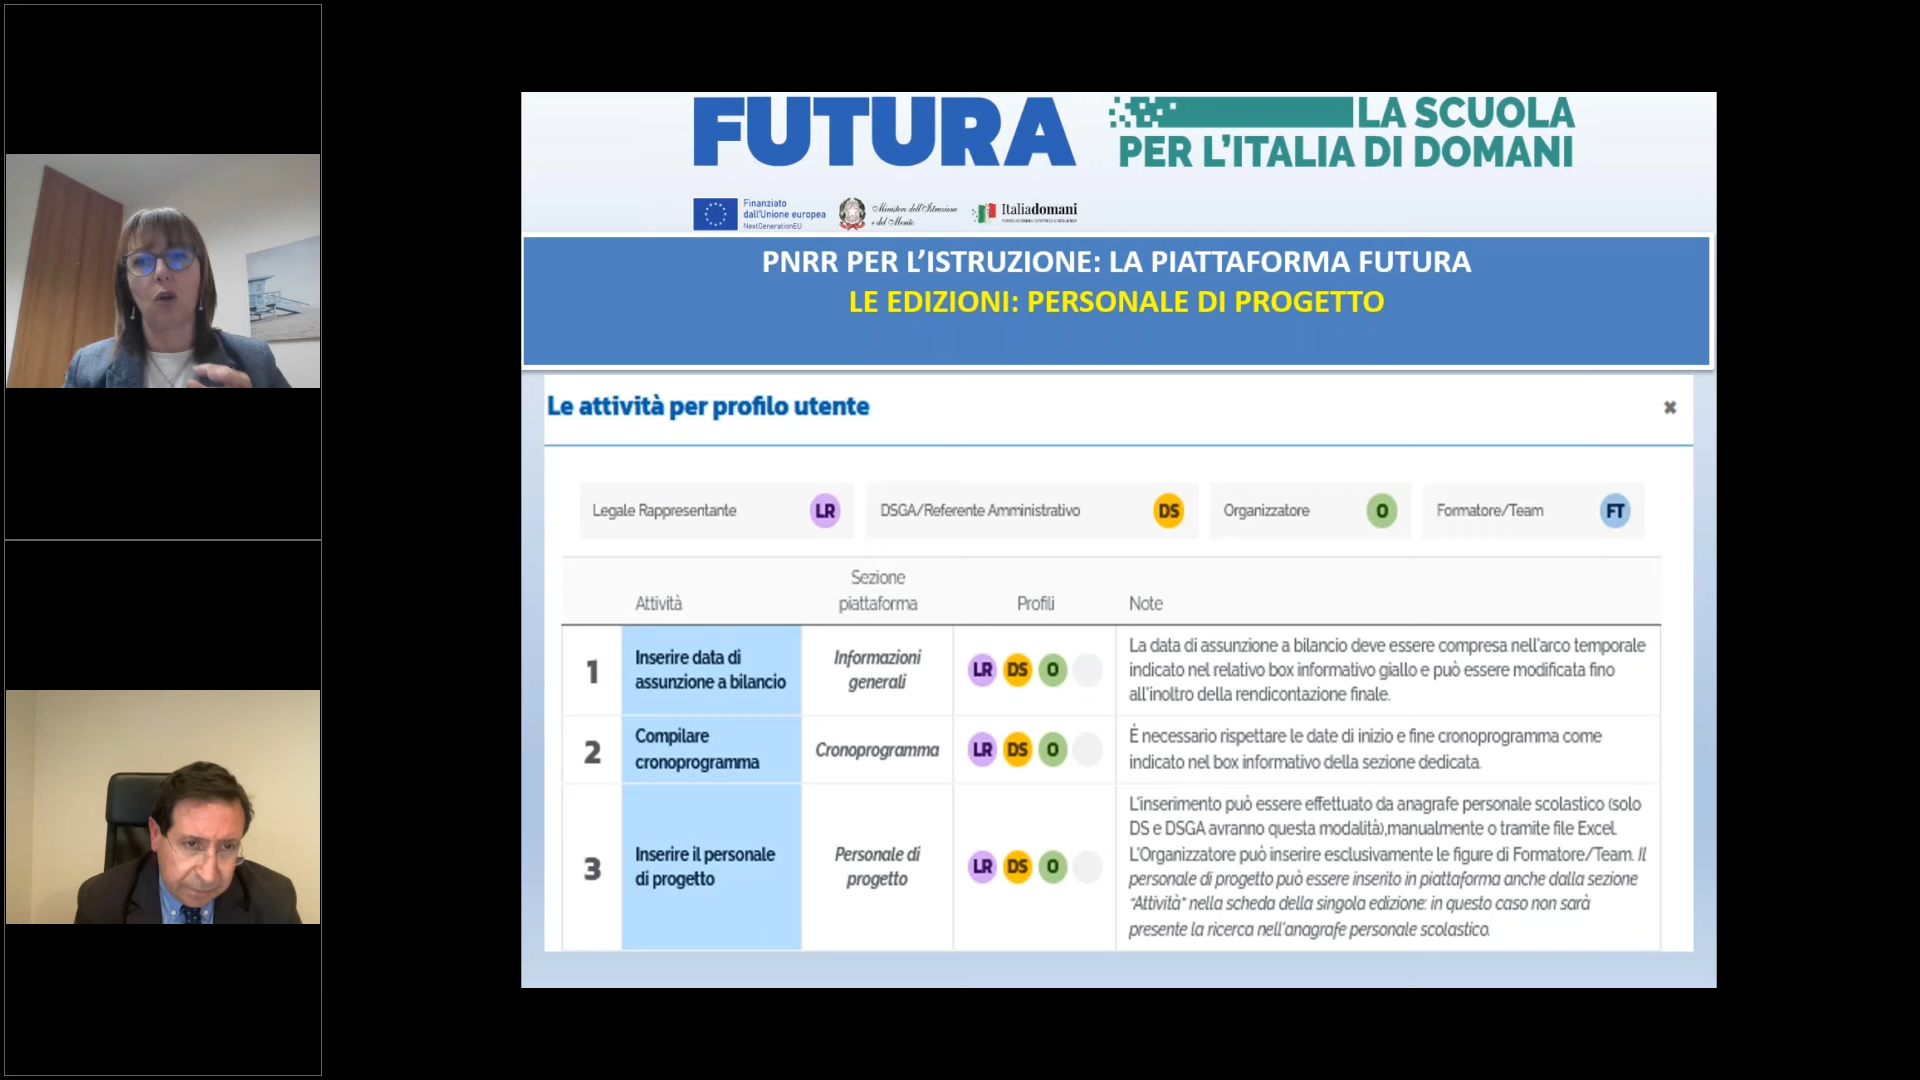 FUTURA
LA SCUOLA
PER L'ITALIA DI DOMANI
Finanziato
dall'Unione europea
NextGenerationEU
Ministero dell'Istruzione
e del Merito
Italiadomani
PNRR PER L'ISTRUZIONE: LA PIATTAFORMA FUTURA
LE EDIZIONI: PERSONALE DI PROGETTO
Le attività per profilo utente
✖
Legale Rappresentante LR
DSGA/Referente Amministrativo DS
Organizzatore O
Formatore/Team FT
Attività
Sezione
piattaforma
Profili
Note
1
Inserire data di
assunzione a bilancio
Informazioni
generali
LR DS O
La data di assunzione a bilancio deve essere compresa nell'arco temporale
indicato nel relativo box informativo giallo e può essere modificata fino
all'inoltro della rendicontazione finale.
2
Compilare
cronoprogramma
Cronoprogramma
LR DS O
È necessario rispettare le date di inizio e fine cronoprogramma come
indicato nel box informativo della sezione dedicata.
3
Inserire il personale
di progetto
Personale di
progetto
LR DS O
L'inserimento può essere effettuato da anagrafe personale scolastico (solo
DS e DSGA avranno questa modalità),manualmente o tramite file Excel.
L'Organizzatore può inserire esclusivamente le figure di Formatore/Team. Il
personale di progetto può essere inserito in piattaforma anche dalla sezione
"Attività" nella scheda della singola edizione: in questo caso non sarà
presente la ricerca nell'anagrafe personale scolastico.